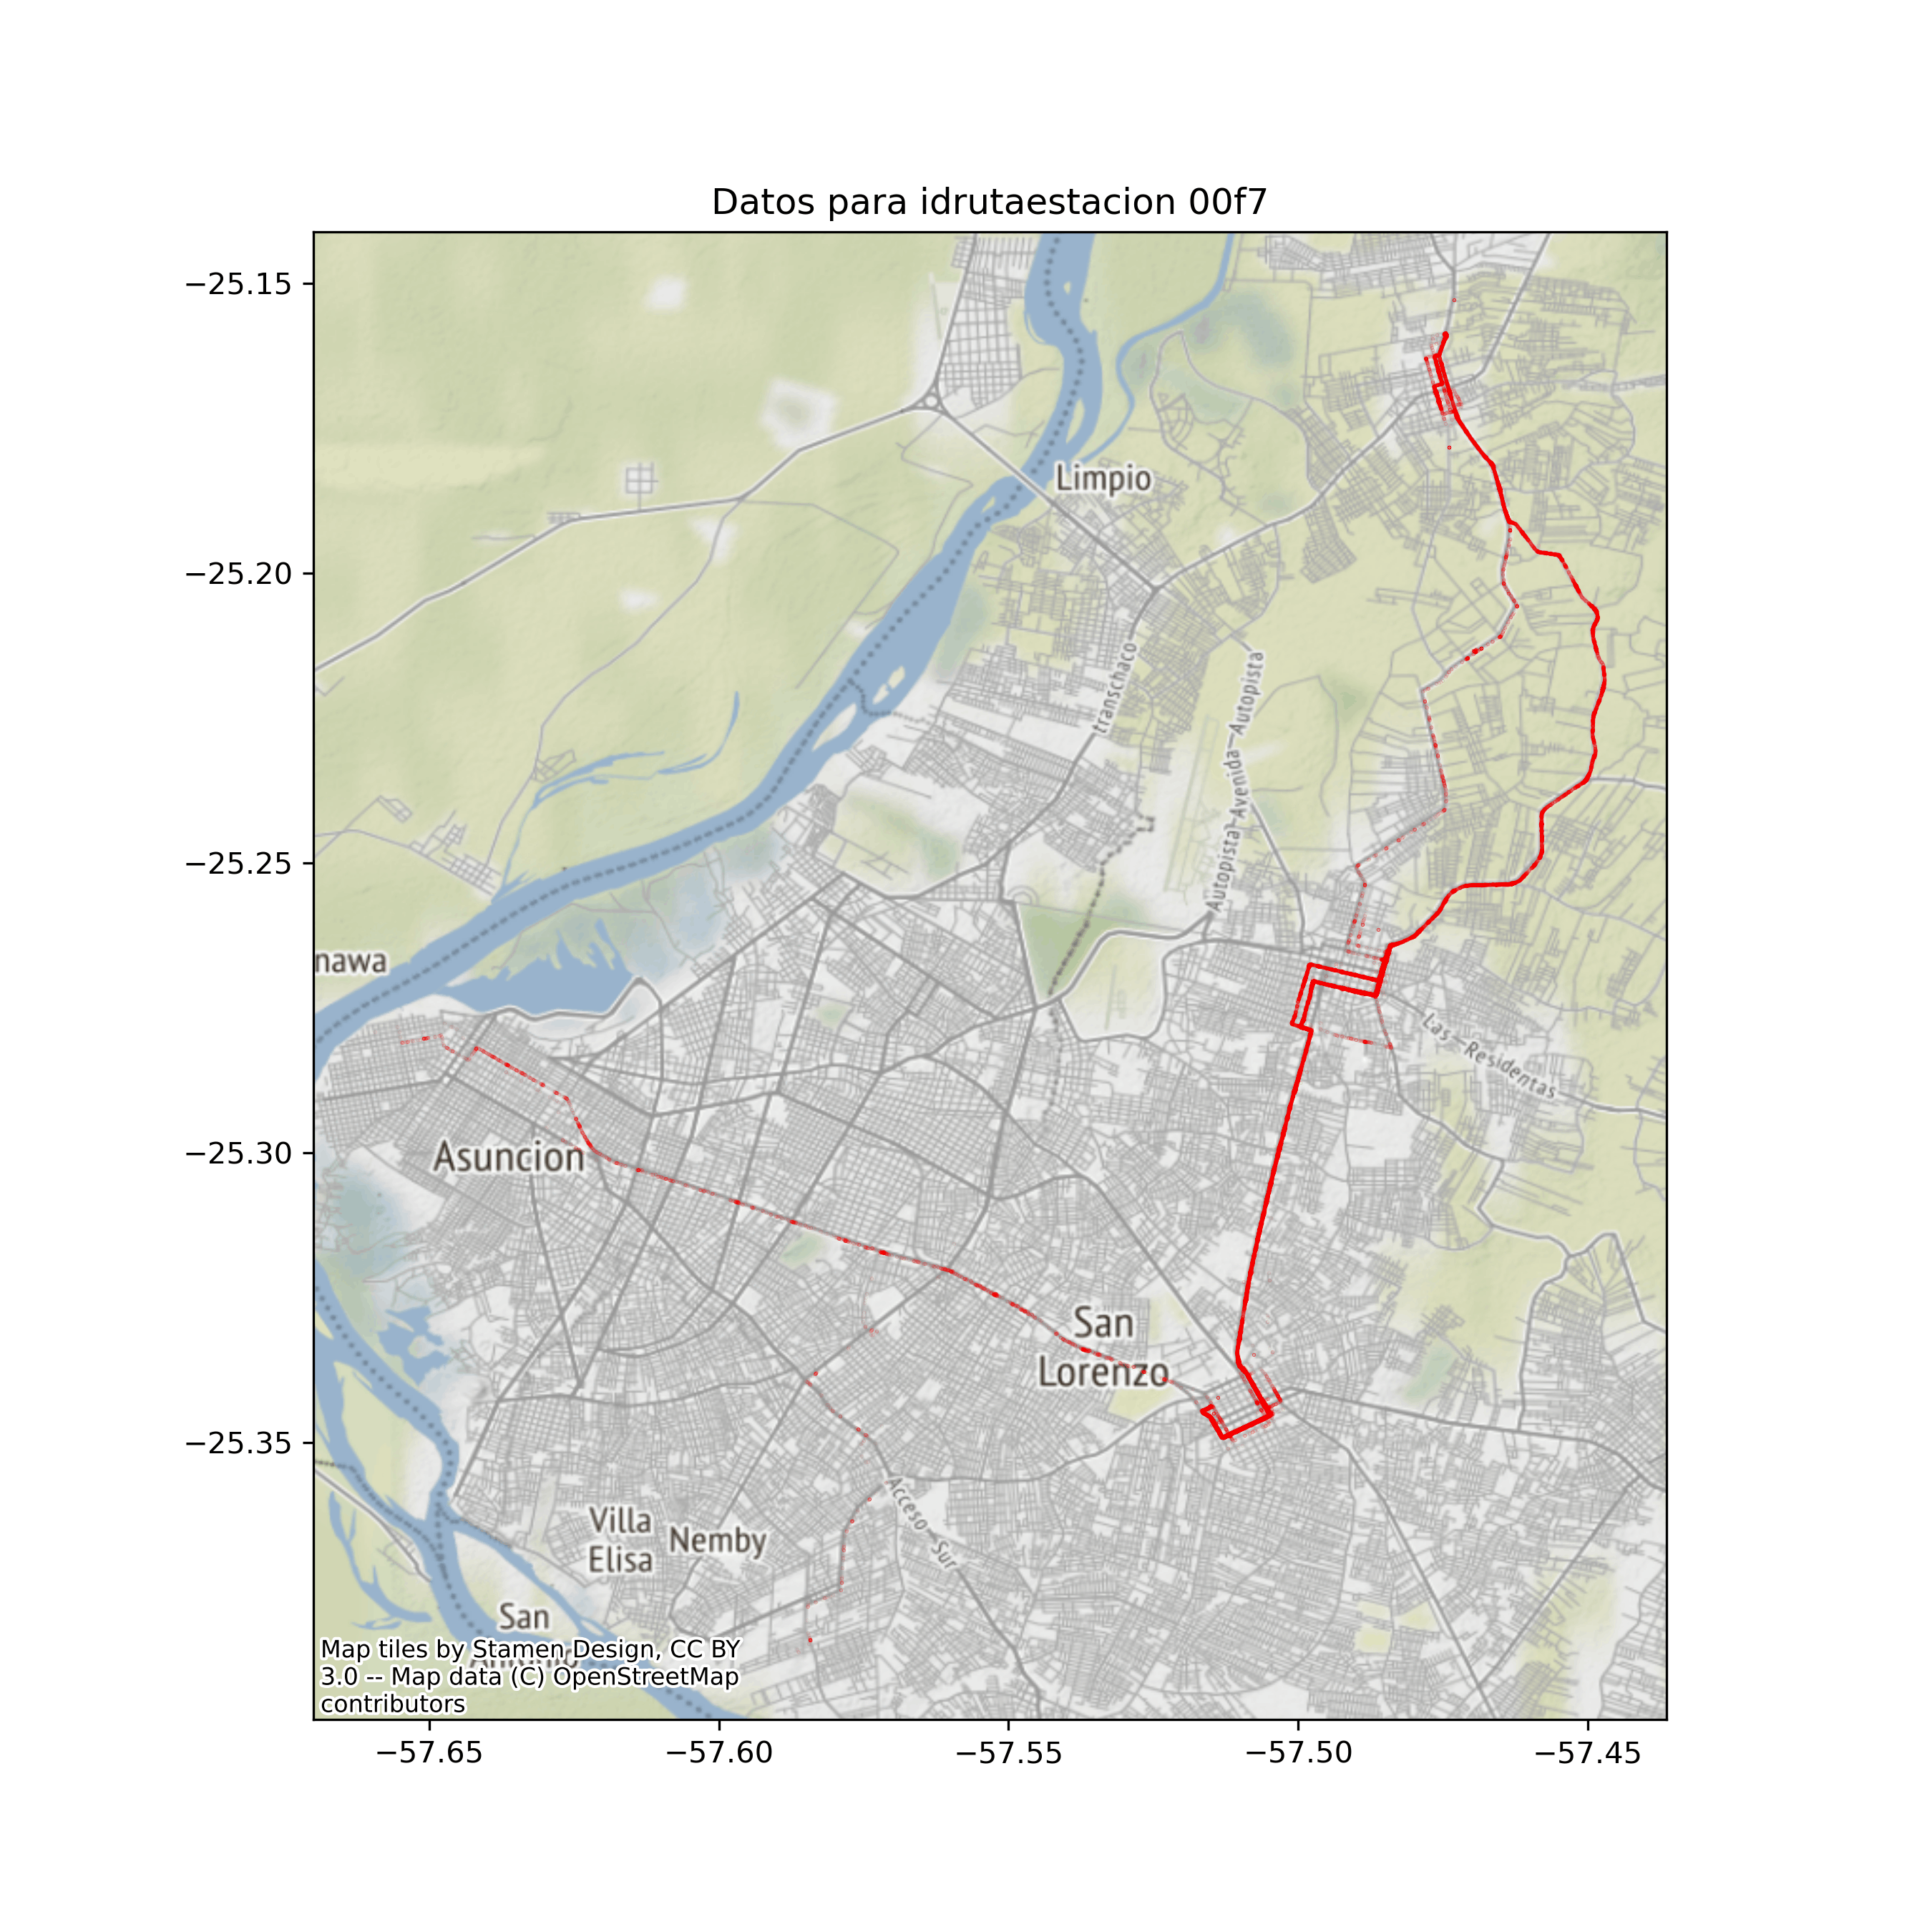 Datos para idrutaestacion 00f7
−25.15
−25.20
−25.25
−25.30
−25.35
Limpio
transchaco
Autopista—Avenida—Autopista
nawa
Las—Residentas
Asuncion
San
Lorenzo
Acceso—Sur
Villa
Elisa
Nemby
San
Map tiles by Stamen Design, CC BY
3.0 -- Map data (C) OpenStreetMap
contributors
−57.65
−57.60
−57.55
−57.50
−57.45